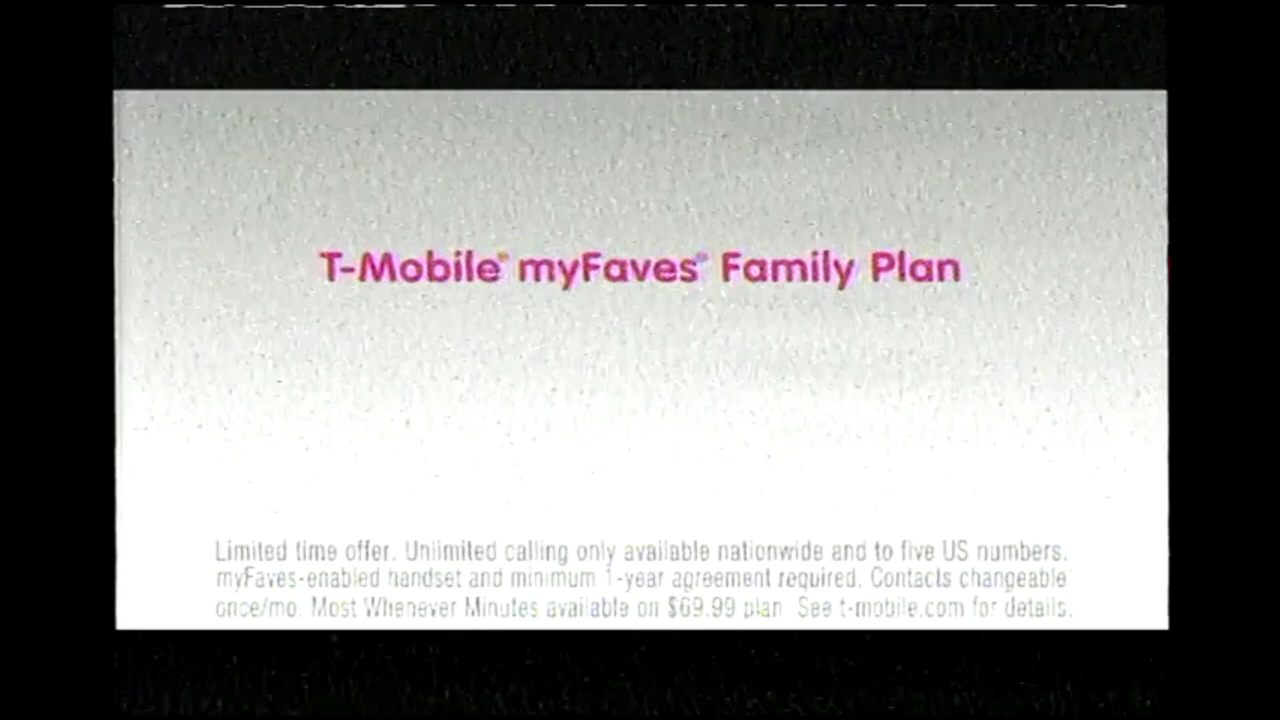 T-Mobile® myFaves® Family Plan
Limited time offer. Unlimited calling only available nationwide and to five US numbers.
myFaves-enabled handset and minimum 1-year agreement required. Contacts changeable
once/mo. Most Whenever Minutes available on $69.99 plan. See t-mobile.com for details.